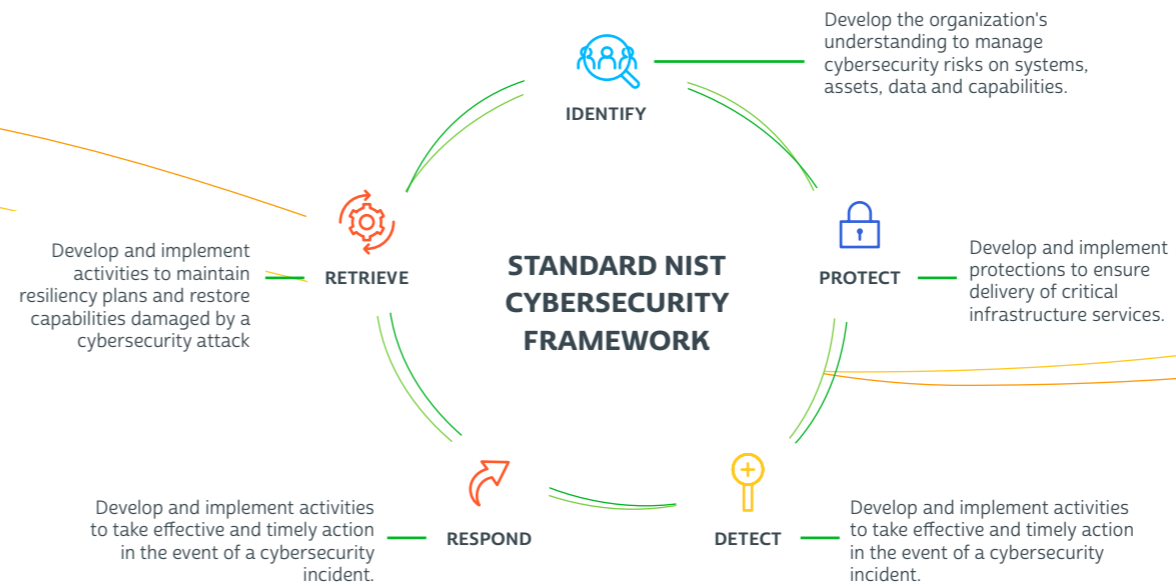 Develop the organization's
understanding to manage
cybersecurity risks on systems,
assets, data and capabilities.
IDENTIFY
STANDARD NIST
CYBERSECURITY
FRAMEWORK
PROTECT
Develop and implement
protections to ensure
delivery of critical
infrastructure services.
DETECT
Develop and implement activities
to take effective and timely action
in the event of a cybersecurity
incident.
RESPOND
Develop and implement activities
to take effective and timely action
in the event of a cybersecurity
incident.
RETRIEVE
Develop and implement
activities to maintain
resiliency plans and restore
capabilities damaged by a
cybersecurity attack